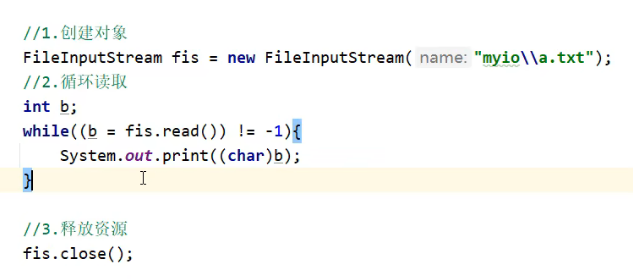 //1.创建对象
FileInputStream fis = new FileInputStream( name: "myio\\a.txt");
//2.循环读取
int b;
while((b = fis.read()) != -1){
    System.out.print((char)b);
}
//3.释放资源
fis.close();